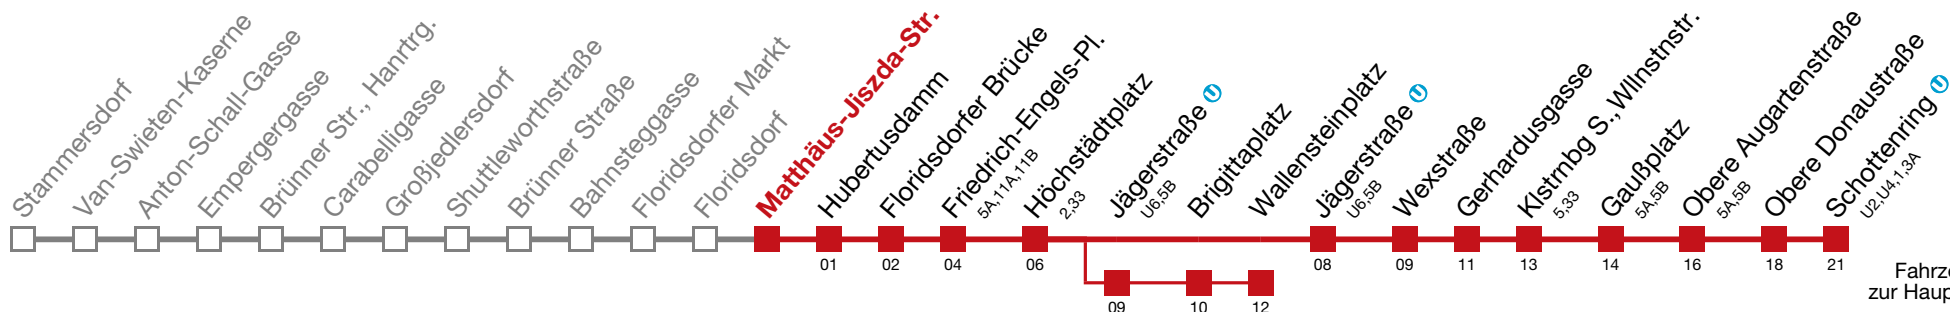 Stammersdorf
Van-Swieten-Kaserne
Anton-Schall-Gasse
Empergergasse
Brünner Str., Hanrtrg.
Carabelligasse
Großjedlersdorf
Shuttleworthstraße
Brünner Straße
Bahnsteggasse
Floridsdorfer Markt
Floridsdorf
Matthäus-Jiszda-Str.
Hubertusdamm
Floridsdorfer Brücke
Friedrich-Engels-Pl.
5A,11A,11B
Höchstädtplatz
2,33
Jägerstraße U
U6,5B
Brigittaplatz
Wallensteinplatz
Jägerstraße U
U6,5B
Wexstraße
Gerhardusgasse
Klstrnbg S., Wllnstnstr.
5,33
Gaußplatz
5A,5B
Obere Augartenstraße
5A,5B
Obere Donaustraße
Schottenring U
U2,U4,1,3A
01 02 04 06 08 09 11 13 14 16 18 21
09 10 12
Fahrze
zur Haup